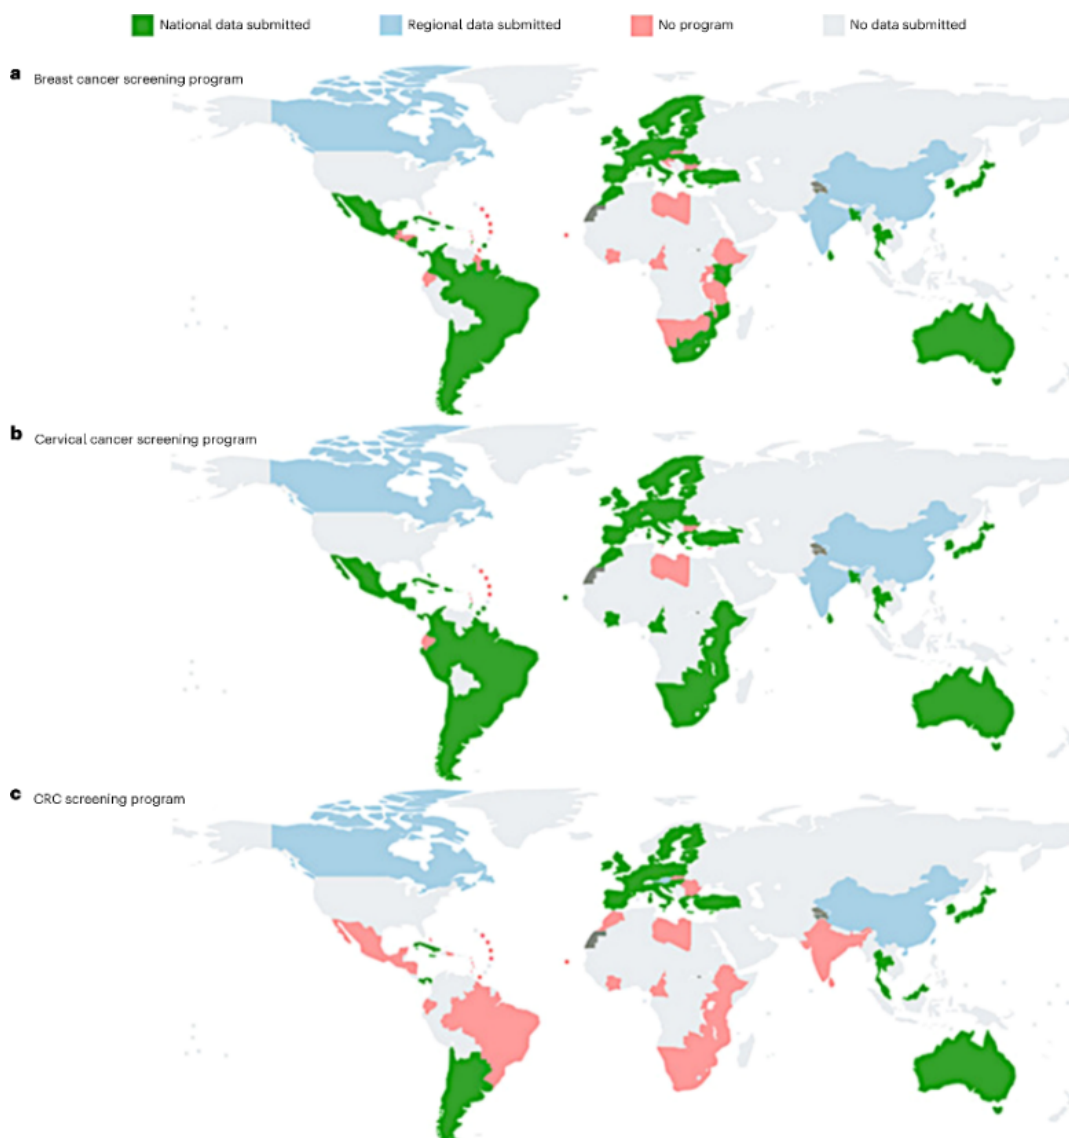 National data submitted Regional data submitted No program No data submitted
a Breast cancer screening program
b Cervical cancer screening program
c CRC screening program